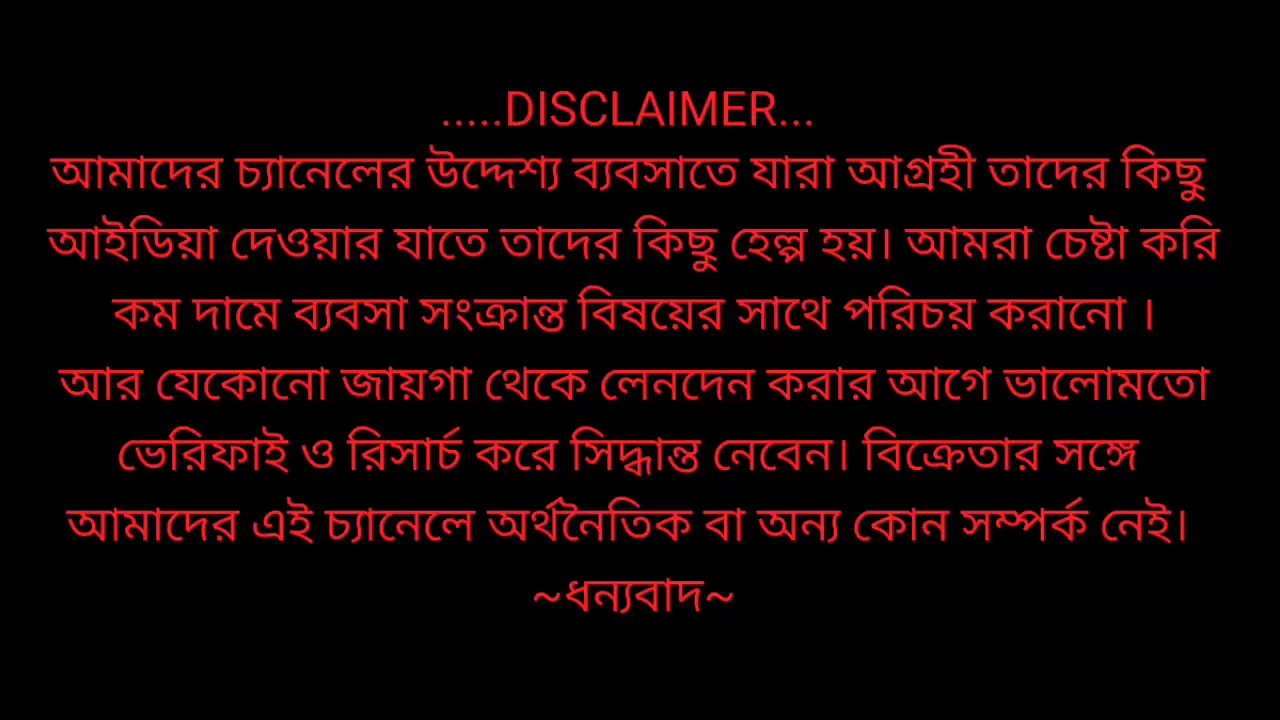 .....DISCLAIMER...
আমাদের চ্যানেলের উদ্দেশ্য ব্যবসাতে যারা আগ্রহী তাদের কিছু
আইডিয়া দেওয়ার যাতে তাদের কিছু হেল্প হয়। আমরা চেষ্টা করি
কম দামে ব্যবসা সংক্রান্ত বিষয়ের সাথে পরিচয় করানো ।
আর যেকোনো জায়গা থেকে লেনদেন করার আগে ভালোমতো
ভেরিফাই ও রিসার্চ করে সিদ্ধান্ত নেবেন। বিক্রেতার সঙ্গে
আমাদের এই চ্যানেলে অর্থনৈতিক বা অন্য কোন সম্পর্ক নেই।
~ধন্যবাদ~